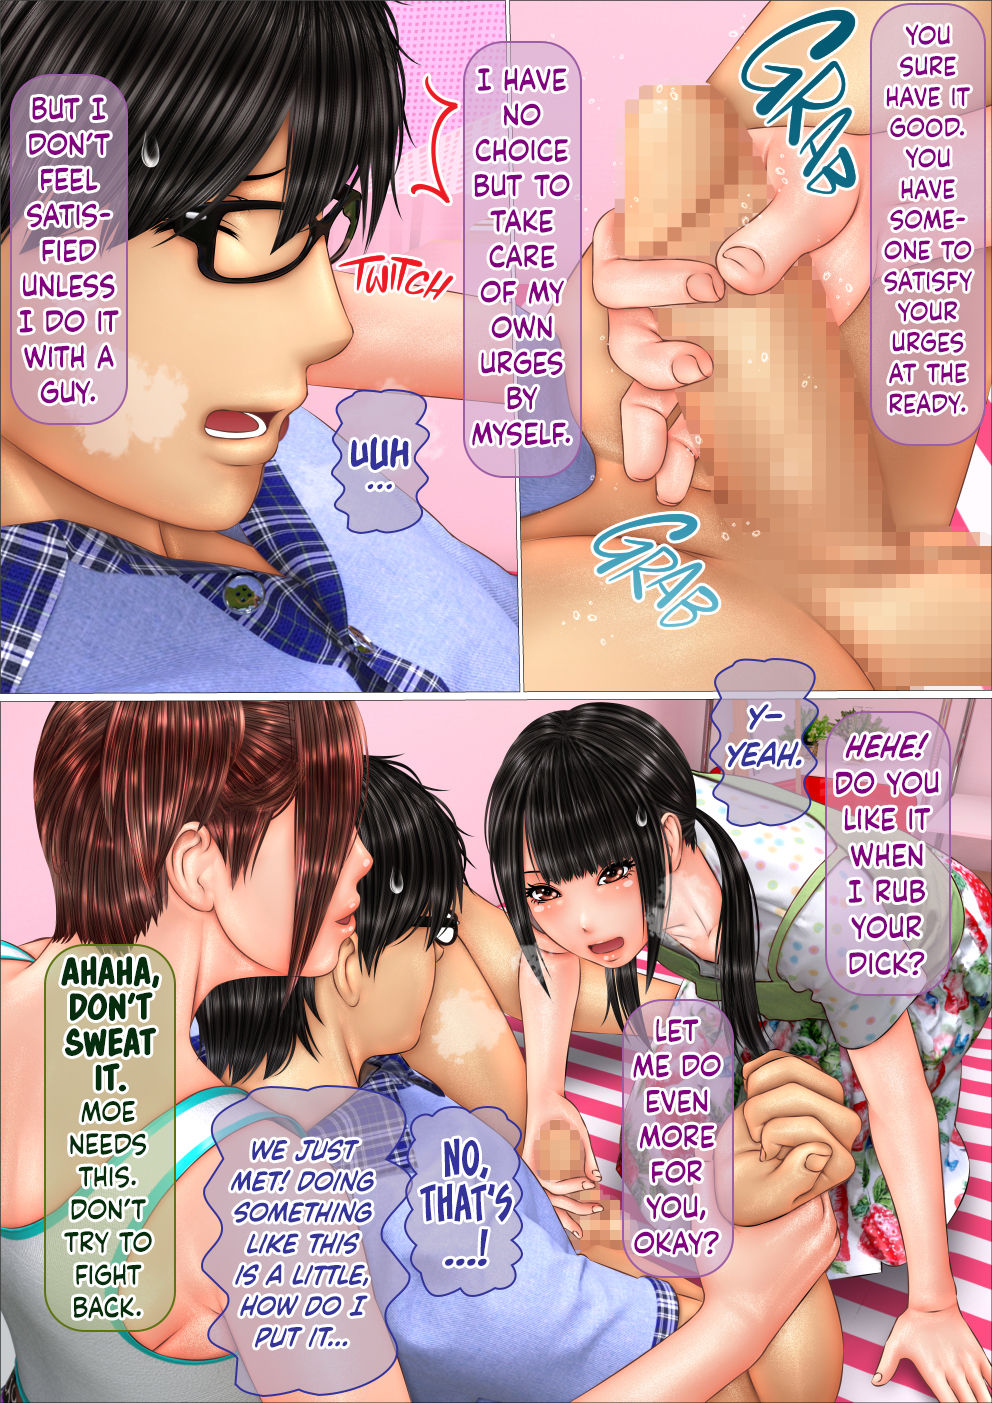 YOU
SURE
HAVE IT
GOOD.
YOU
HAVE
SOME-
ONE TO
SATISFY
YOUR
URGES
AT THE
READY.
GRAB
GRAB
I HAVE
NO
CHOICE
BUT TO
TAKE
CARE
OF MY
OWN
URGES
BY
MYSELF.
TWITCH
UUH
...
BUT I
DON'T
FEEL
SATIS-
FIED
UNLESS
I DO IT
WITH A
GUY.
HEHE!
DO YOU
LIKE IT
WHEN
I RUB
YOUR
DICK?
Y-
YEAH.
LET
ME DO
EVEN
MORE
FOR
YOU,
OKAY?
NO,
THAT'S
....!
WE JUST
MET! DOING
SOMETHING
LIKE THIS
IS A LITTLE,
HOW DO I
PUT IT...
AHAHA,
DON'T
SWEAT
IT.
MOE
NEEDS
THIS.
DON'T
TRY TO
FIGHT
BACK.